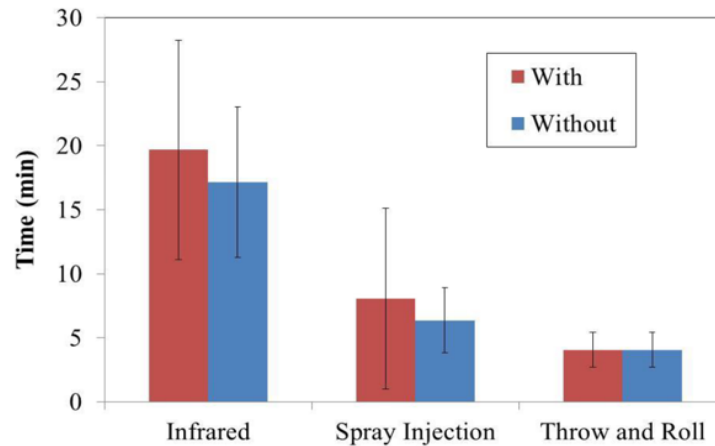 30
25
20
15
10
5
0
Time (min)
With
Without
Infrared
Spray Injection
Throw and Roll